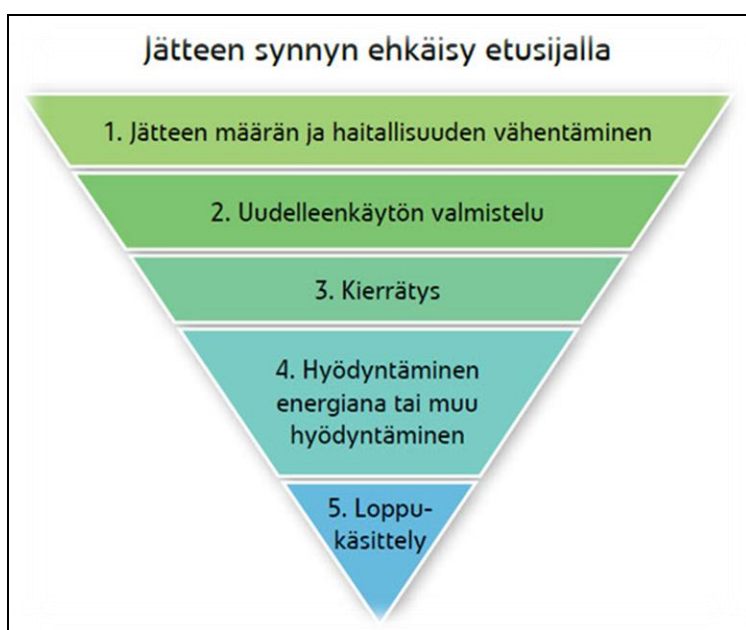 Jätteen synnyn ehkäisy etusijalla
1. Jätteen määrän ja haitallisuuden vähentäminen
2. Uudelleenkäytön valmistelu
3. Kierrätys
4. Hyödyntäminen
energiana tai muu
hyödyntäminen
5. Loppu-
käsittely